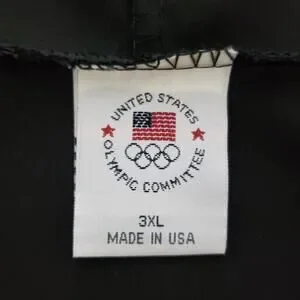 UNITED STATES
OLYMPIC COMMITTEE
3XL
MADE IN USA